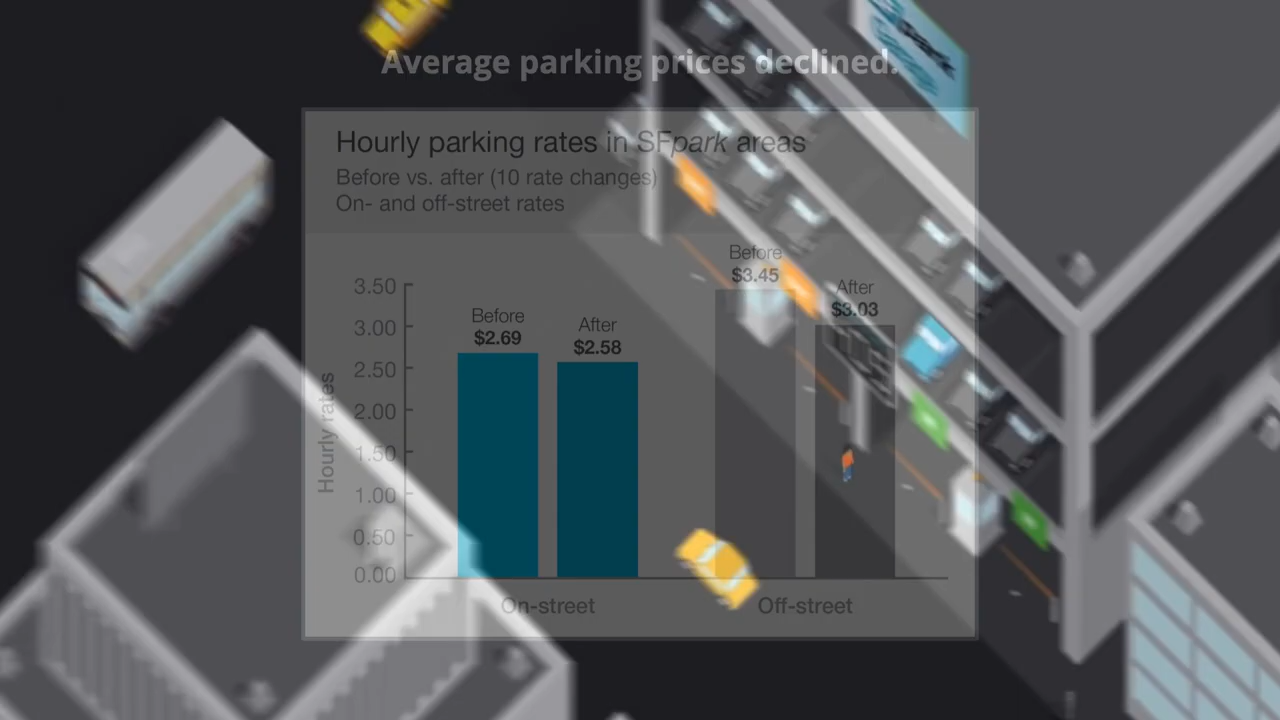 Average parking prices declined.
Hourly parking rates in SFpark areas
Before vs. after (10 rate changes)
On- and off-street rates
Hourly rates
3.50
3.00
2.50
2.00
1.50
1.00
0.50
0.00
Before
$2.69
After
$2.58
Before
$3.45
After
$3.03
On-street
Off-street